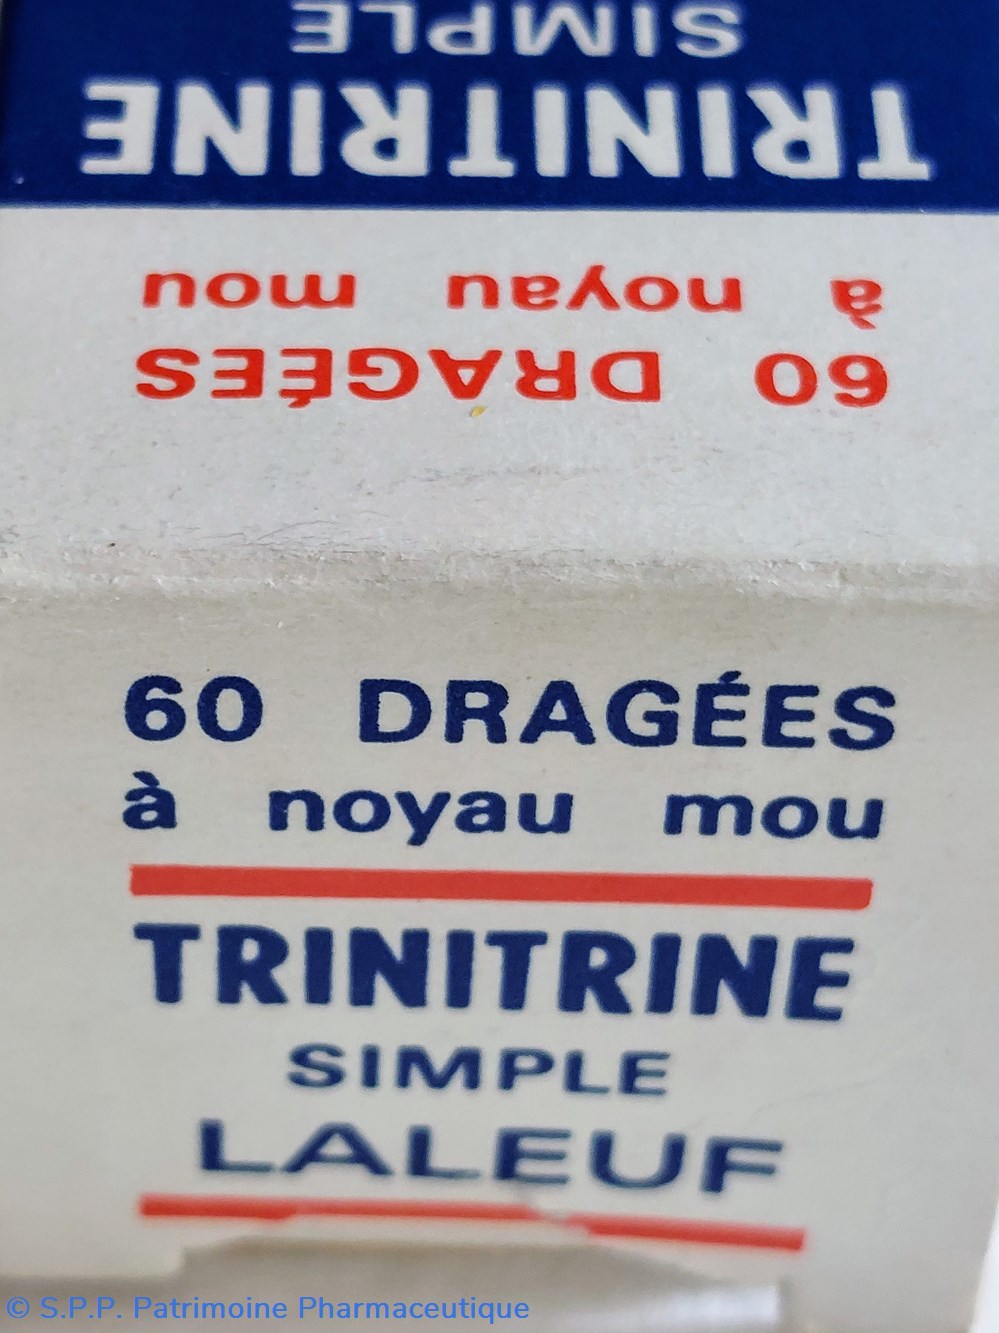 SIMPLE
TRINITRINE
à noyau mou
60 DRAGÉES
60 DRAGÉES
à noyau mou
TRINITRINE
SIMPLE
LALEUF
© S.P.P. Patrimoine Pharmaceutique